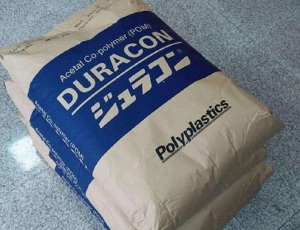 Acetal Co-polymer (POM)
DURACON
ジュラコン
Polyplastics